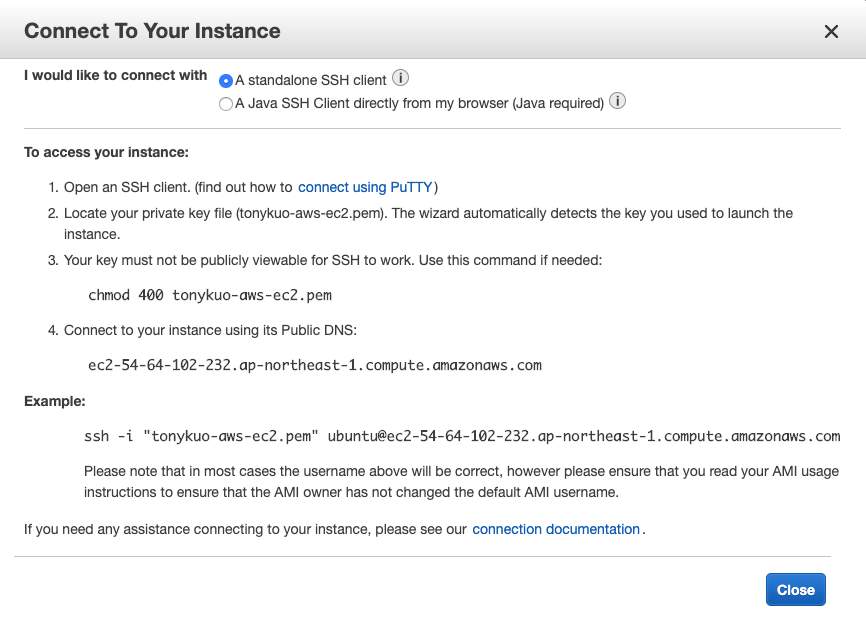 Connect To Your Instance
I would like to connect with
A standalone SSH client
A Java SSH Client directly from my browser (Java required)
To access your instance:
1. Open an SSH client. (find out how to connect using PuTTY)
2. Locate your private key file (tonykuo-aws-ec2.pem). The wizard automatically detects the key you used to launch the
instance.
3. Your key must not be publicly viewable for SSH to work. Use this command if needed:
chmod 400 tonykuo-aws-ec2.pem
4. Connect to your instance using its Public DNS:
ec2-54-64-102-232.ap-northeast-1.compute.amazonaws.com
Example:
ssh -i "tonykuo-aws-ec2.pem" ubuntu@ec2-54-64-102-232.ap-northeast-1.compute.amazonaws.com
Please note that in most cases the username above will be correct, however please ensure that you read your AMI usage
instructions to ensure that the AMI owner has not changed the default AMI username.
If you need any assistance connecting to your instance, please see our connection documentation.
Close